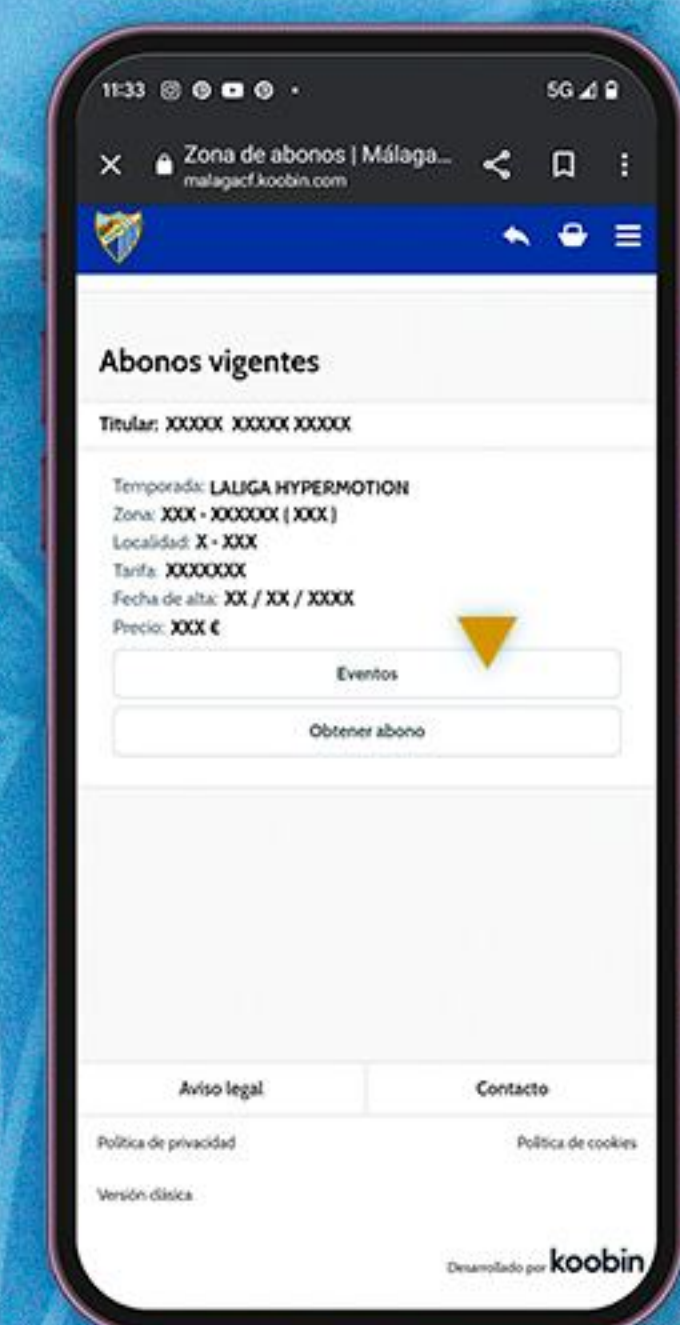 11:33
5G
Zona de abonos | Málaga...
malagacf.koobin.com
Abonos vigentes
Titular: XXXXX XXXXX XXXXX
Temporada: LALIGA HYPERMOTION
Zona: XXX - XXXXXX ( XXX )
Localidad: X - XXX
Tarifa: XXXXXXX
Fecha de alta: XX / XX / XXXX
Precio: XXX €
Eventos
Obtener abono
Aviso legal
Contacto
Política de privacidad
Política de cookies
Versión clásica
Desarrollado por koobin